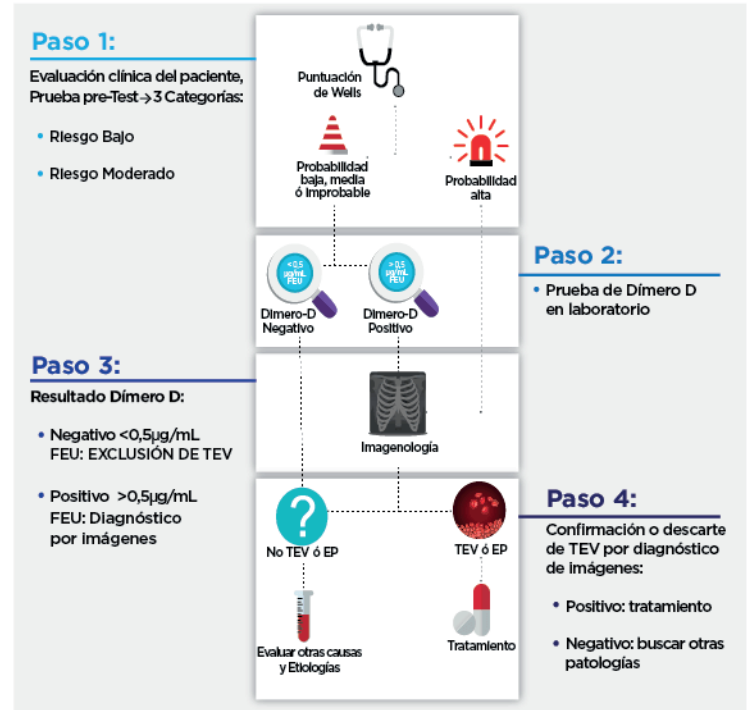 Paso 1:
Evaluación clínica del paciente,
Prueba pre-Test→3 Categorías:
• RIesgo Bajo
• RIesgo Moderado
Puntuación
de Wells
Probabilidad
baja, media
ó Improbable
Probabilidad
alta
Paso 2:
• Prueba de Dímero D
en laboratorio
<0,5
µg/mL
FEU
>0,5
µg/mL
FEU
Dimero-D
Negativo
Dimero-D
Positivo
Paso 3:
Resultado Dímero D:
• Negativo <0,5µg/mL
FEU: EXCLUSIÓN DE TEV
• Positivo >0,5µg/mL
FEU: Diagnóstico
por imágenes
Imagenología
Paso 4:
Confirmación o descarte
de TEV por diagnóstico
de imágenes:
• Positivo: tratamiento
• Negativo: buscar otras
patologías
?
No TEV ó EP
TEV ó EP
Evaluar otras causas
y Etiologías
Tratamiento